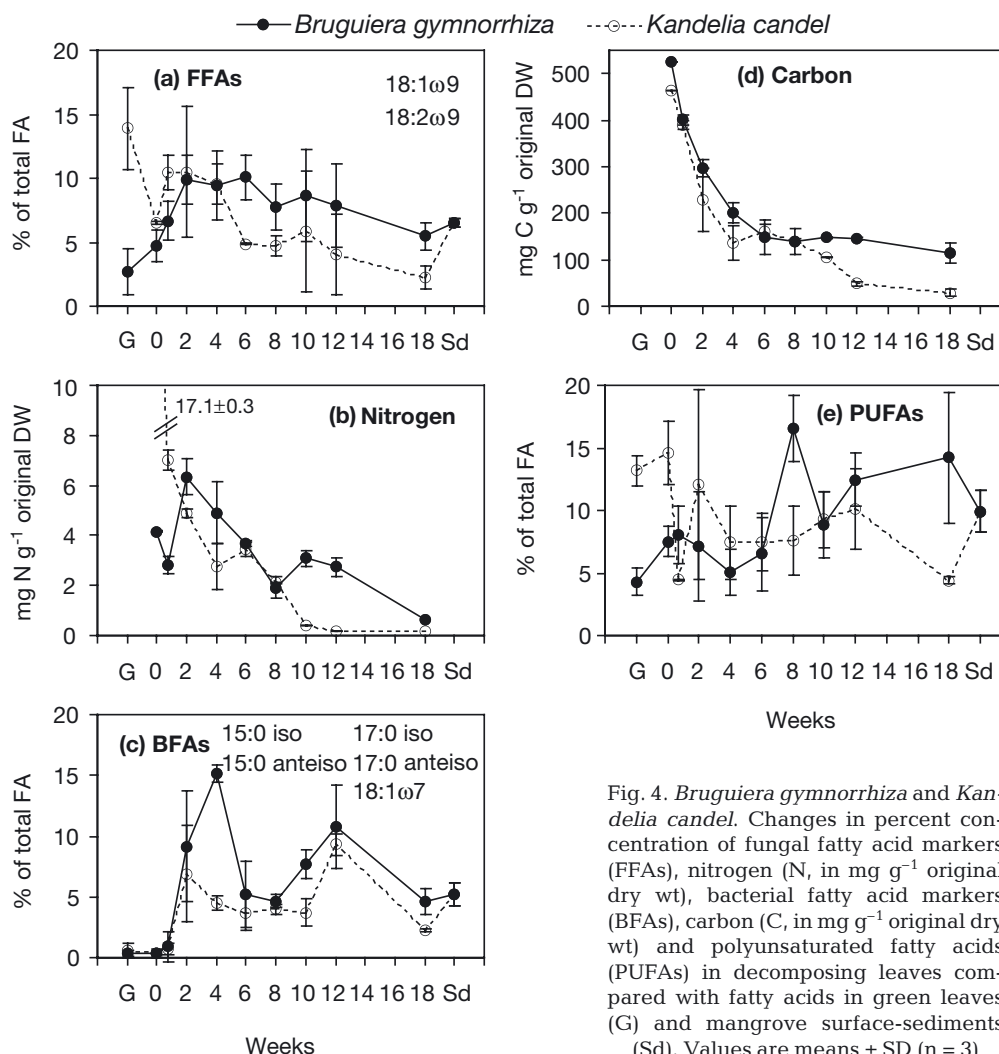 Bruguiera gymnorrhiza Kandelia candel
(a) FFAs
18:1ω9
18:2ω9
% of total FA
20
15
10
5
0
G 0 2 4 6 8 10 12 14 16 18 Sd
(d) Carbon
mg C g⁻¹ original DW
500
400
300
200
100
0
G 0 2 4 6 8 10 12 14 16 18 Sd
(b) Nitrogen
17.1±0.3
mg N g⁻¹ original DW
10
8
6
4
2
0
G 0 2 4 6 8 10 12 14 16 18 Sd
(e) PUFAs
% of total FA
20
15
10
5
0
G 0 2 4 6 8 10 12 14 16 18 Sd
Weeks
(c) BFAs
15:0 iso 17:0 iso
15:0 anteiso 17:0 anteiso
18:1ω7
% of total FA
20
15
10
5
0
G 0 2 4 6 8 10 12 14 16 18 Sd
Weeks
Fig. 4. Bruguiera gymnorrhiza and Kan-
delia candel. Changes in percent con-
centration of fungal fatty acid markers
(FFAs), nitrogen (N, in mg g⁻¹ original
dry wt), bacterial fatty acid markers
(BFAs), carbon (C, in mg g⁻¹ original dry
wt) and polyunsaturated fatty acids
(PUFAs) in decomposing leaves com-
pared with fatty acids in green leaves
(G) and mangrove surface-sediments
(Sd). Values are means ± SD (n = 3)